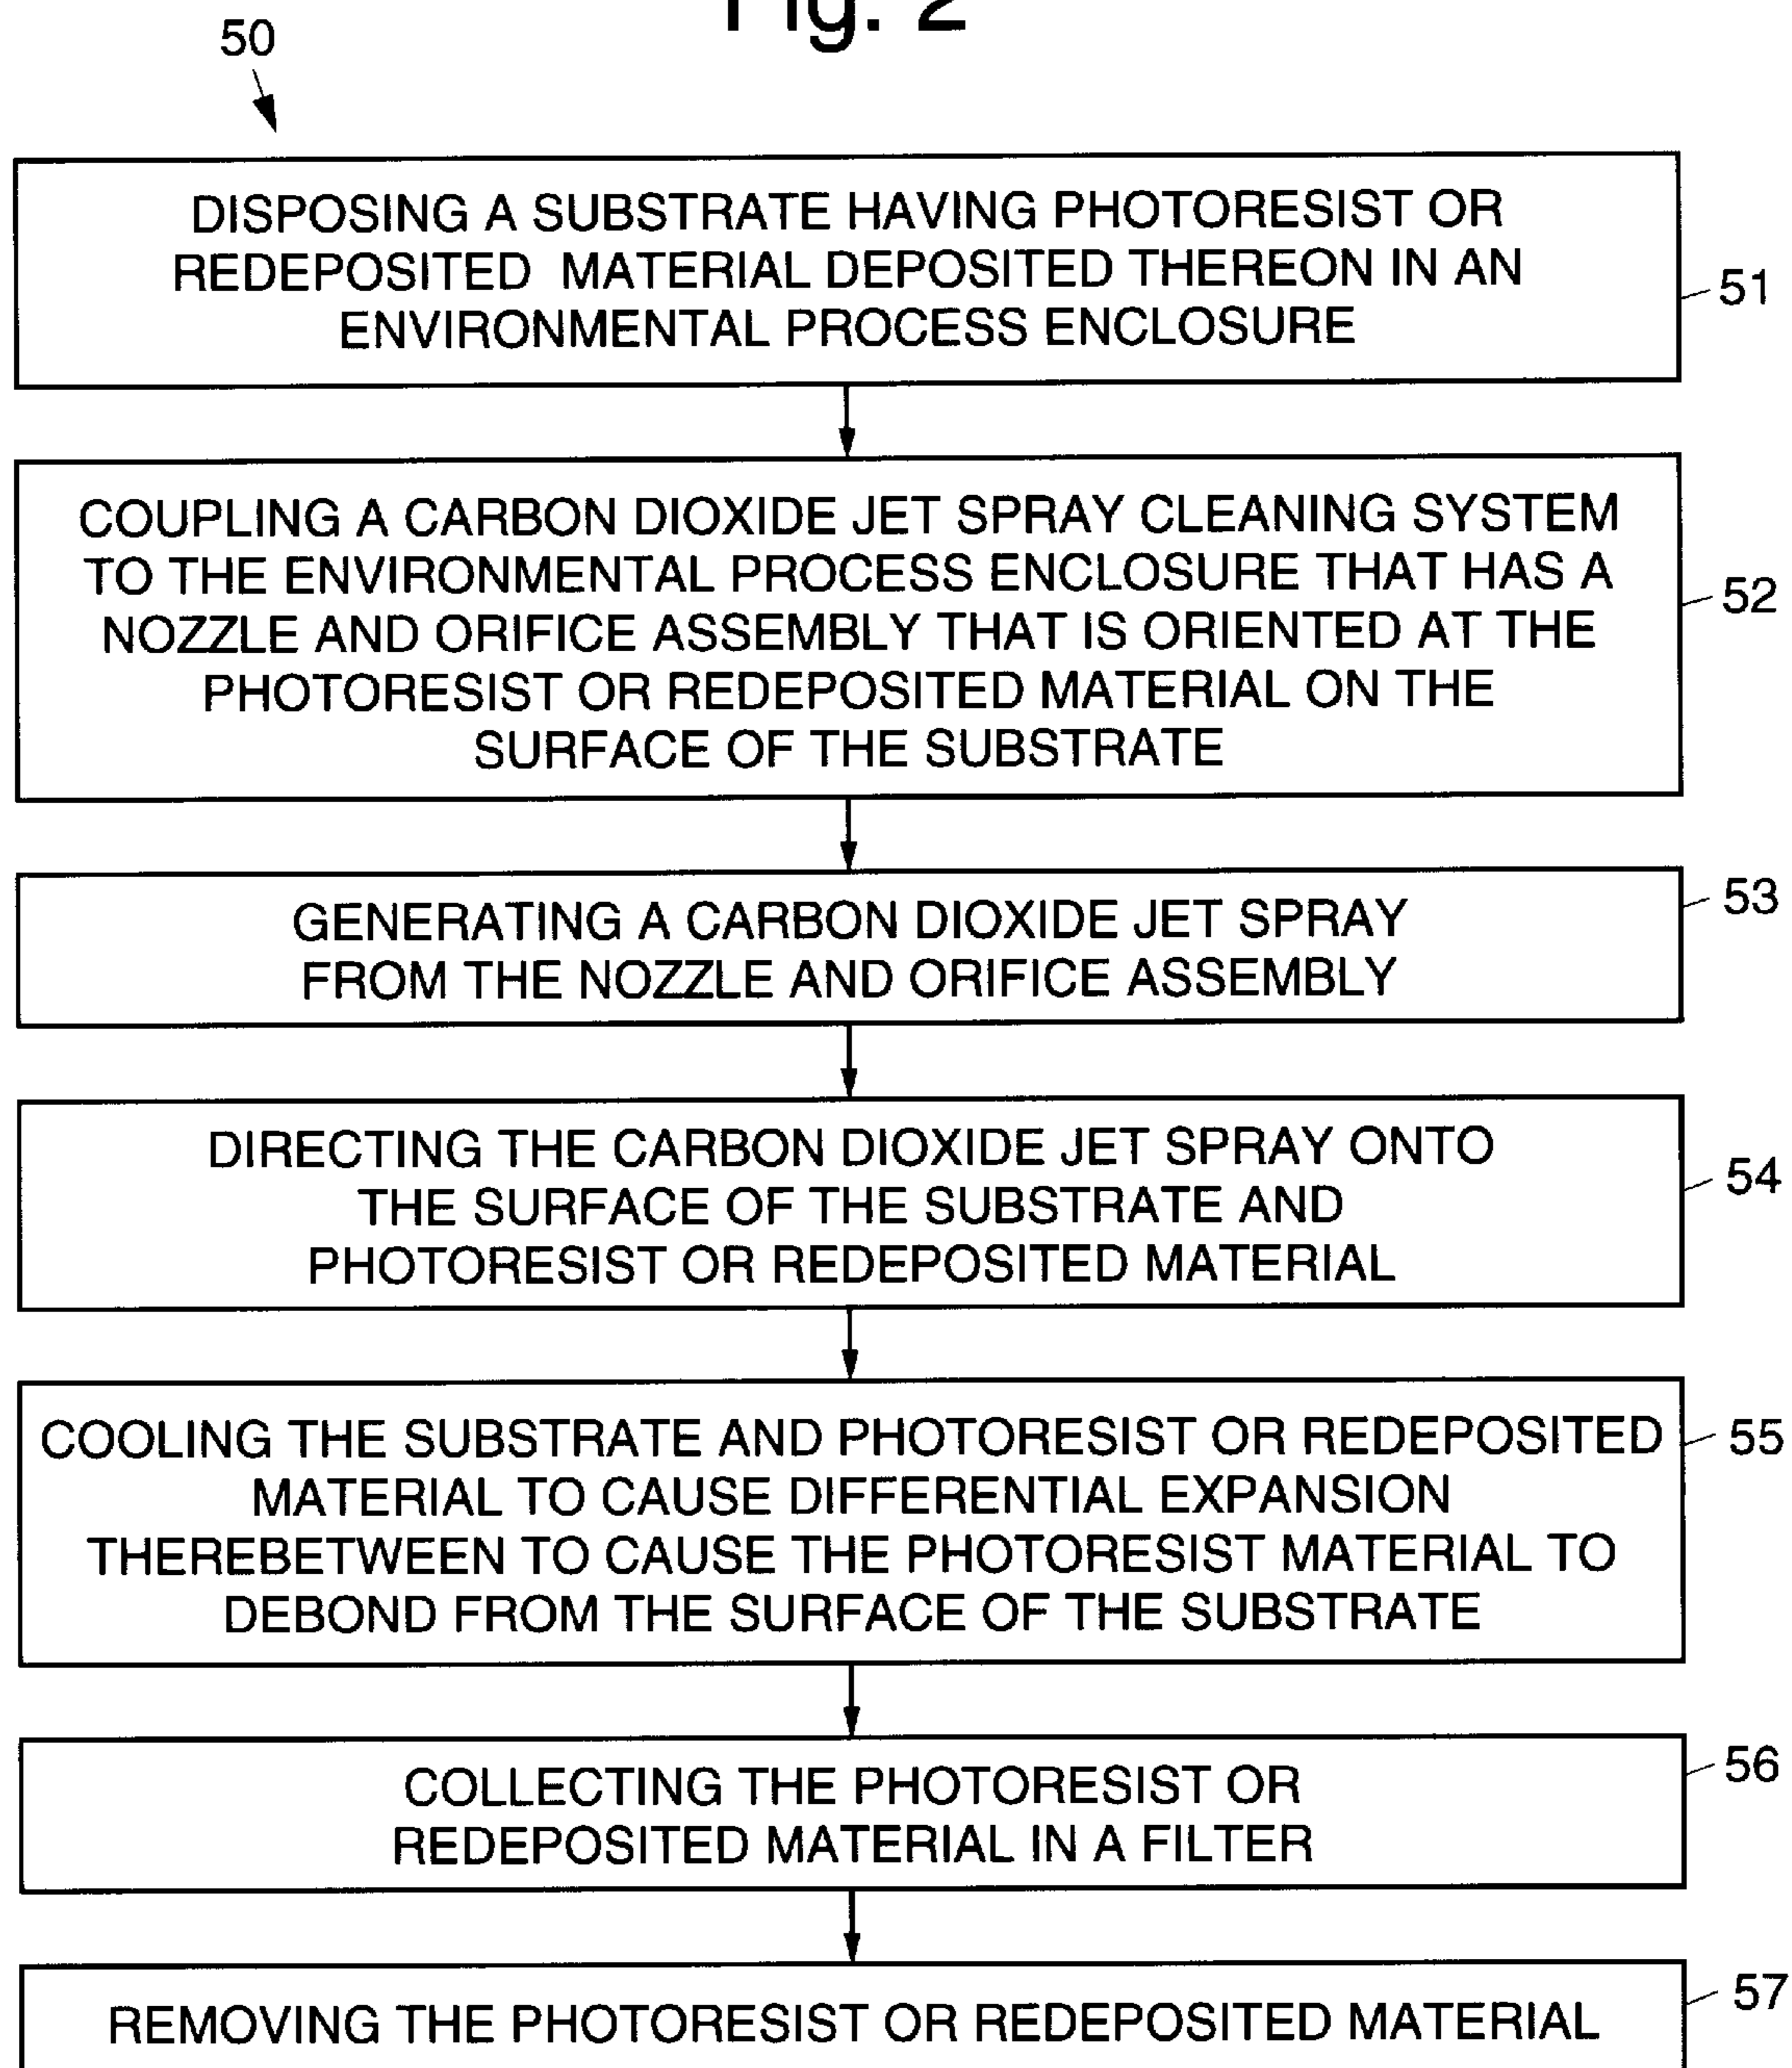 Fig. 2
50
DISPOSING A SUBSTRATE HAVING PHOTORESIST OR
REDEPOSITED MATERIAL DEPOSITED THEREON IN AN
ENVIRONMENTAL PROCESS ENCLOSURE
51
COUPLING A CARBON DIOXIDE JET SPRAY CLEANING SYSTEM
TO THE ENVIRONMENTAL PROCESS ENCLOSURE THAT HAS A
NOZZLE AND ORIFICE ASSEMBLY THAT IS ORIENTED AT THE
PHOTORESIST OR REDEPOSITED MATERIAL ON THE
SURFACE OF THE SUBSTRATE
52
GENERATING A CARBON DIOXIDE JET SPRAY
FROM THE NOZZLE AND ORIFICE ASSEMBLY
53
DIRECTING THE CARBON DIOXIDE JET SPRAY ONTO
THE SURFACE OF THE SUBSTRATE AND
PHOTORESIST OR REDEPOSITED MATERIAL
54
COOLING THE SUBSTRATE AND PHOTORESIST OR REDEPOSITED
MATERIAL TO CAUSE DIFFERENTIAL EXPANSION
THEREBETWEEN TO CAUSE THE PHOTORESIST MATERIAL TO
DEBOND FROM THE SURFACE OF THE SUBSTRATE
55
COLLECTING THE PHOTORESIST OR
REDEPOSITED MATERIAL IN A FILTER
56
REMOVING THE PHOTORESIST OR REDEPOSITED MATERIAL
57